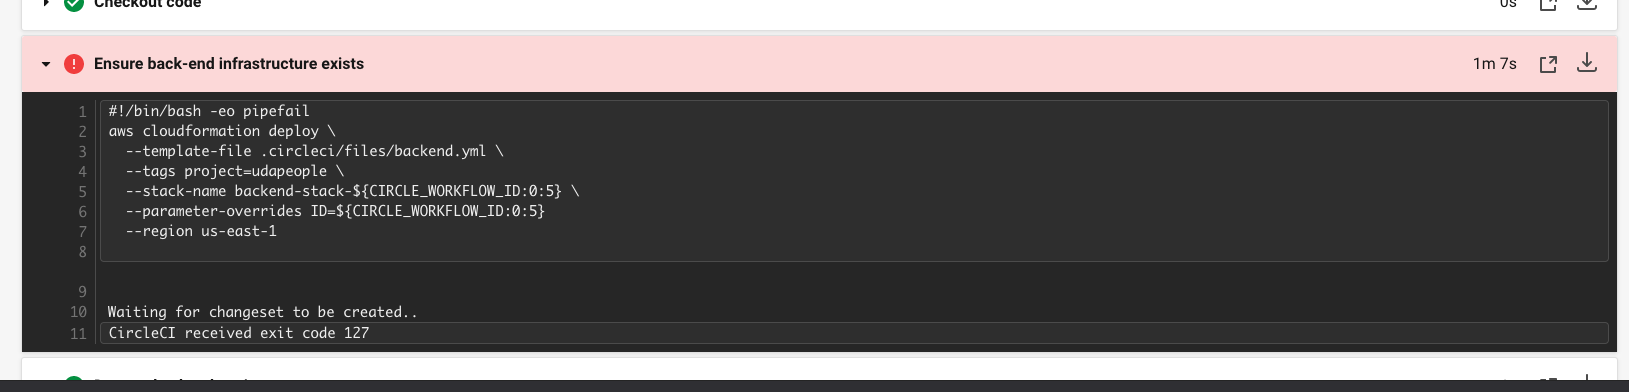 Checkout code 0s
Ensure back-end infrastructure exists 1m 7s
1 #!/bin/bash -eo pipefail
2 aws cloudformation deploy \
3 --template-file .circleci/files/backend.yml \
4 --tags project=udapeople \
5 --stack-name backend-stack-${CIRCLE_WORKFLOW_ID:0:5} \
6 --parameter-overrides ID=${CIRCLE_WORKFLOW_ID:0:5}
7 --region us-east-1
8
9
10 Waiting for changeset to be created..
11 CircleCI received exit code 127